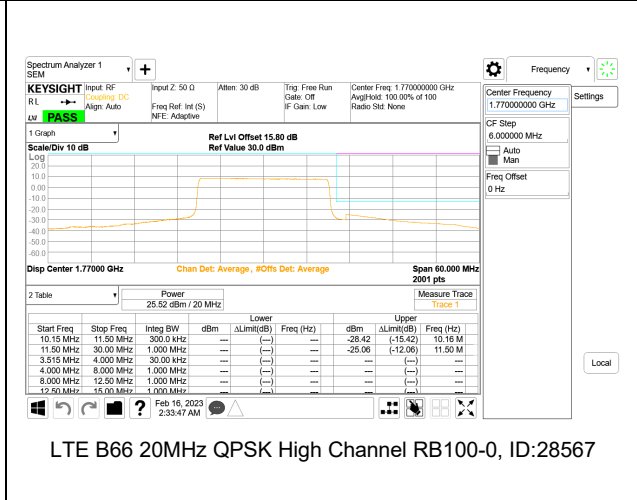 Spectrum Analyzer 1
SEM
Frequency
KEYSIGHT Input: RF Input Z: 50 Ω Atten: 30 dB Trig: Free Run Center Freq: 1.770000000 GHz
Coupling: DC Gate: Off Avg|Hold: 100.00% of 100
R L Align: Auto Freq Ref: Int (S) IF Gain: Low Radio Std: None
NFE: Adaptive
PASS
Center Frequency
1.770000000 GHz
Settings
CF Step
6.000000 MHz
Auto
Man
Freq Offset
0 Hz
1 Graph
Ref Lvl Offset 15.80 dB
Scale/Div 10 dB Ref Value 30.0 dBm
Log
20.0
10.0
0.00
-10.0
-20.0
-30.0
-40.0
-50.0
-60.0
Disp Center 1.77000 GHz Chan Det: Average , #Offs Det: Average Span 60.000 MHz
2001 pts
2 Table Power Measure Trace
25.52 dBm / 20 MHz Trace 1
Lower Upper
Start Freq Stop Freq Integ BW dBm ΔLimit(dB) Freq (Hz) dBm ΔLimit(dB) Freq (Hz)
10.15 MHz 11.50 MHz 300.0 kHz --- (---) --- -28.42 (-15.42) 10.16 M
11.50 MHz 30.00 MHz 1.000 MHz --- (---) --- -25.06 (-12.06) 11.50 M
3.515 MHz 4.000 MHz 30.00 kHz --- (---) --- --- (---) ---
4.000 MHz 8.000 MHz 1.000 MHz --- (---) --- --- (---) ---
8.000 MHz 12.50 MHz 1.000 MHz --- (---) --- --- (---) ---
12.50 MHz 15.00 MHz 1.000 MHz --- (---) --- --- (---) ---
Local
Feb 16, 2023
2:33:47 AM
LTE B66 20MHz QPSK High Channel RB100-0, ID:28567